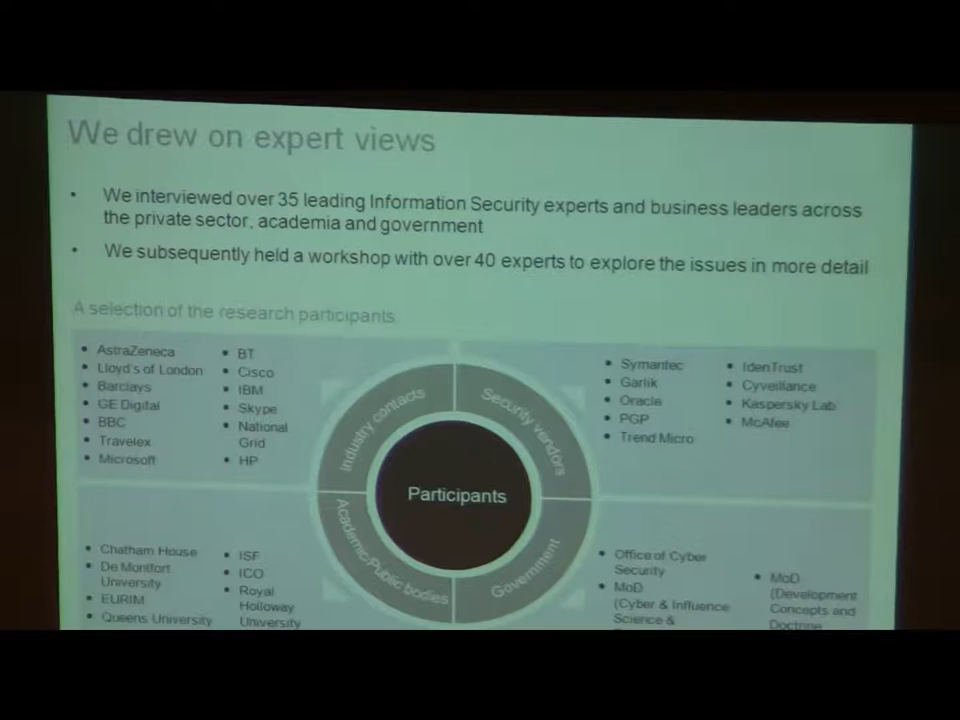 We drew on expert views
• We interviewed over 35 leading Information Security experts and business leaders across
the private sector, academia and government
• We subsequently held a workshop with over 40 experts to explore the issues in more detail
A selection of the research participants
• AstraZeneca
• Lloyd's of London
• Barclays
• GE Digital
• BBC
• Travelex
• Microsoft
• BT
• Cisco
• IBM
• Skype
• National
Grid
• HP
Industry contacts
Security vendors
• Symantec
• Garlik
• Oracle
• PGP
• Trend Micro
• IdenTrust
• Cyveillance
• Kaspersky Lab
• McAfee
Participants
• Chatham House
• De Montfort
University
• EURIM
• Queens University
• ISF
• ICO
• Royal
Holloway
University
Academic/Public bodies
Government
• Office of Cyber
Security
• MoD
(Cyber & Influence
Science &
• MoD
(Development
Concepts and
Doctrine